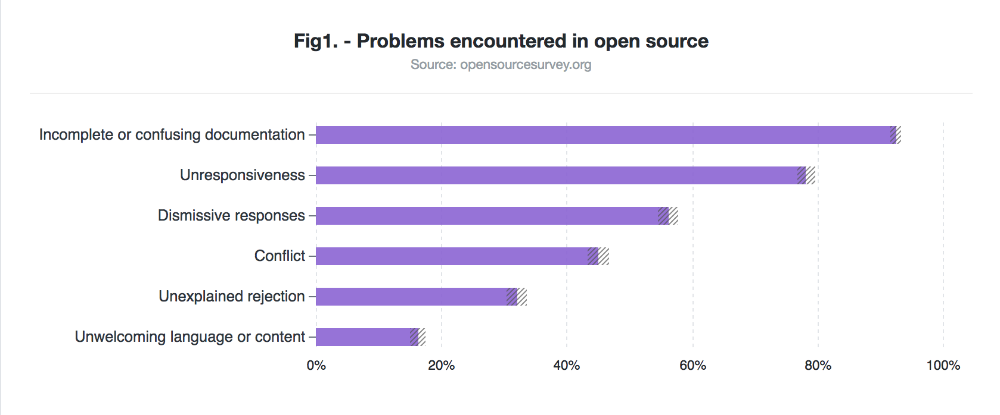 Fig1. - Problems encountered in open source
Source: opensourcesurvey.org
Incomplete or confusing documentation
Unresponsiveness
Dismissive responses
Conflict
Unexplained rejection
Unwelcoming language or content
0% 20% 40% 60% 80% 100%